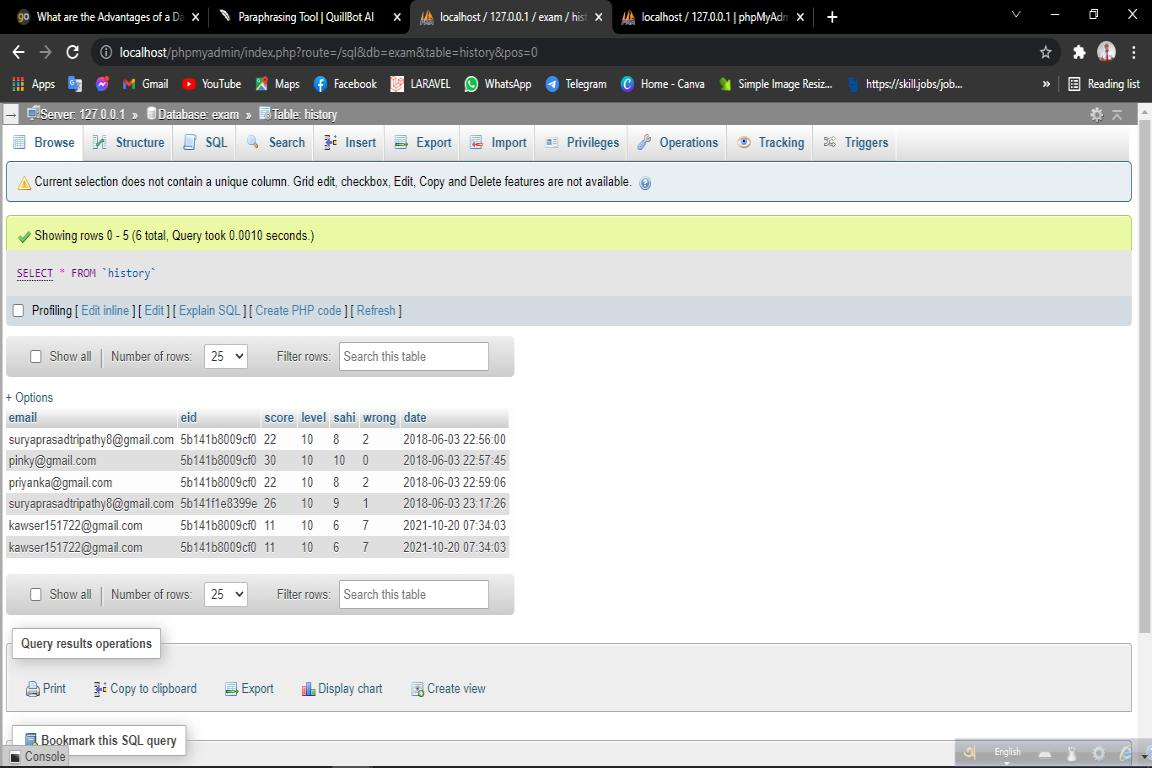 What are the Advantages of a Da
Paraphrasing Tool | QuillBot AI
localhost / 127.0.0.1 / exam / hist
localhost / 127.0.0.1 | phpMyAdm
localhost/phpmyadmin/index.php?route=/sql&db=exam&table=history&pos=0
Apps Gmail YouTube Maps Facebook LARAVEL WhatsApp Telegram Home - Canva Simple Image Resiz... https://skill.jobs/job... » Reading list
Server: 127.0.0.1 » Database: exam » Table: history
Browse Structure SQL Search Insert Export Import Privileges Operations Tracking Triggers
Current selection does not contain a unique column. Grid edit, checkbox, Edit, Copy and Delete features are not available.
Showing rows 0 - 5 (6 total, Query took 0.0010 seconds.)
SELECT * FROM `history`
Profiling [ Edit inline ] [ Edit ] [ Explain SQL ] [ Create PHP code ] [ Refresh ]
Show all | Number of rows: 25 Filter rows: Search this table
+ Options
email eid score level sahi wrong date
suryaprasadtripathy8@gmail.com 5b141b8009cf0 22 10 8 2 2018-06-03 22:56:00
pinky@gmail.com 5b141b8009cf0 30 10 10 0 2018-06-03 22:57:45
priyanka@gmail.com 5b141b8009cf0 22 10 8 2 2018-06-03 22:59:06
suryaprasadtripathy8@gmail.com 5b141f1e8399e 26 10 9 1 2018-06-03 23:17:26
kawser151722@gmail.com 5b141b8009cf0 11 10 6 7 2021-10-20 07:34:03
kawser151722@gmail.com 5b141b8009cf0 11 10 6 7 2021-10-20 07:34:03
Show all | Number of rows: 25 Filter rows: Search this table
Query results operations
Print Copy to clipboard Export Display chart Create view
Bookmark this SQL query
Console
অ English